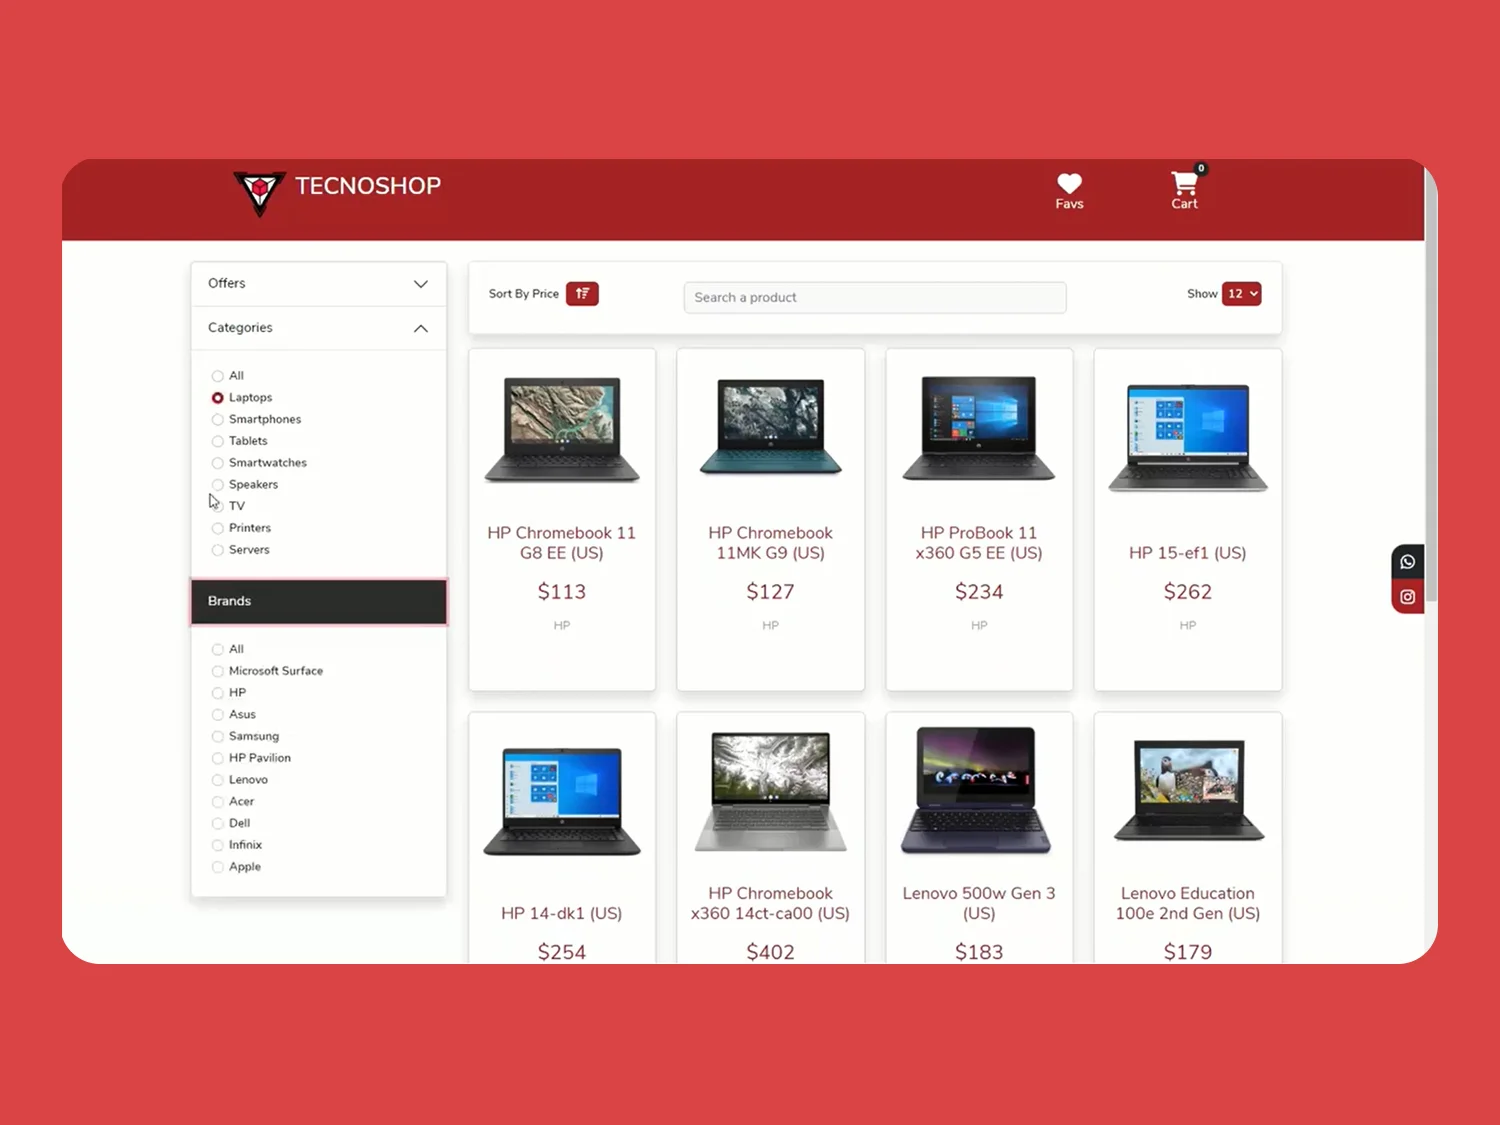 TECNOSHOP
Favs
0
Cart
Offers
Categories
All
Laptops
Smartphones
Tablets
Smartwatches
Speakers
TV
Printers
Servers
Brands
All
Microsoft Surface
HP
Asus
Samsung
HP Pavilion
Lenovo
Acer
Dell
Infinix
Apple
Sort By Price
Search a product
Show 12
HP Chromebook 11
G8 EE (US)
$113
HP
HP Chromebook
11MK G9 (US)
$127
HP
HP ProBook 11
x360 G5 EE (US)
$234
HP
HP 15-ef1 (US)
$262
HP
HP 14-dk1 (US)
$254
HP Chromebook
x360 14ct-ca00 (US)
$402
Lenovo 500w Gen 3
(US)
$183
Lenovo Education
100e 2nd Gen (US)
$179